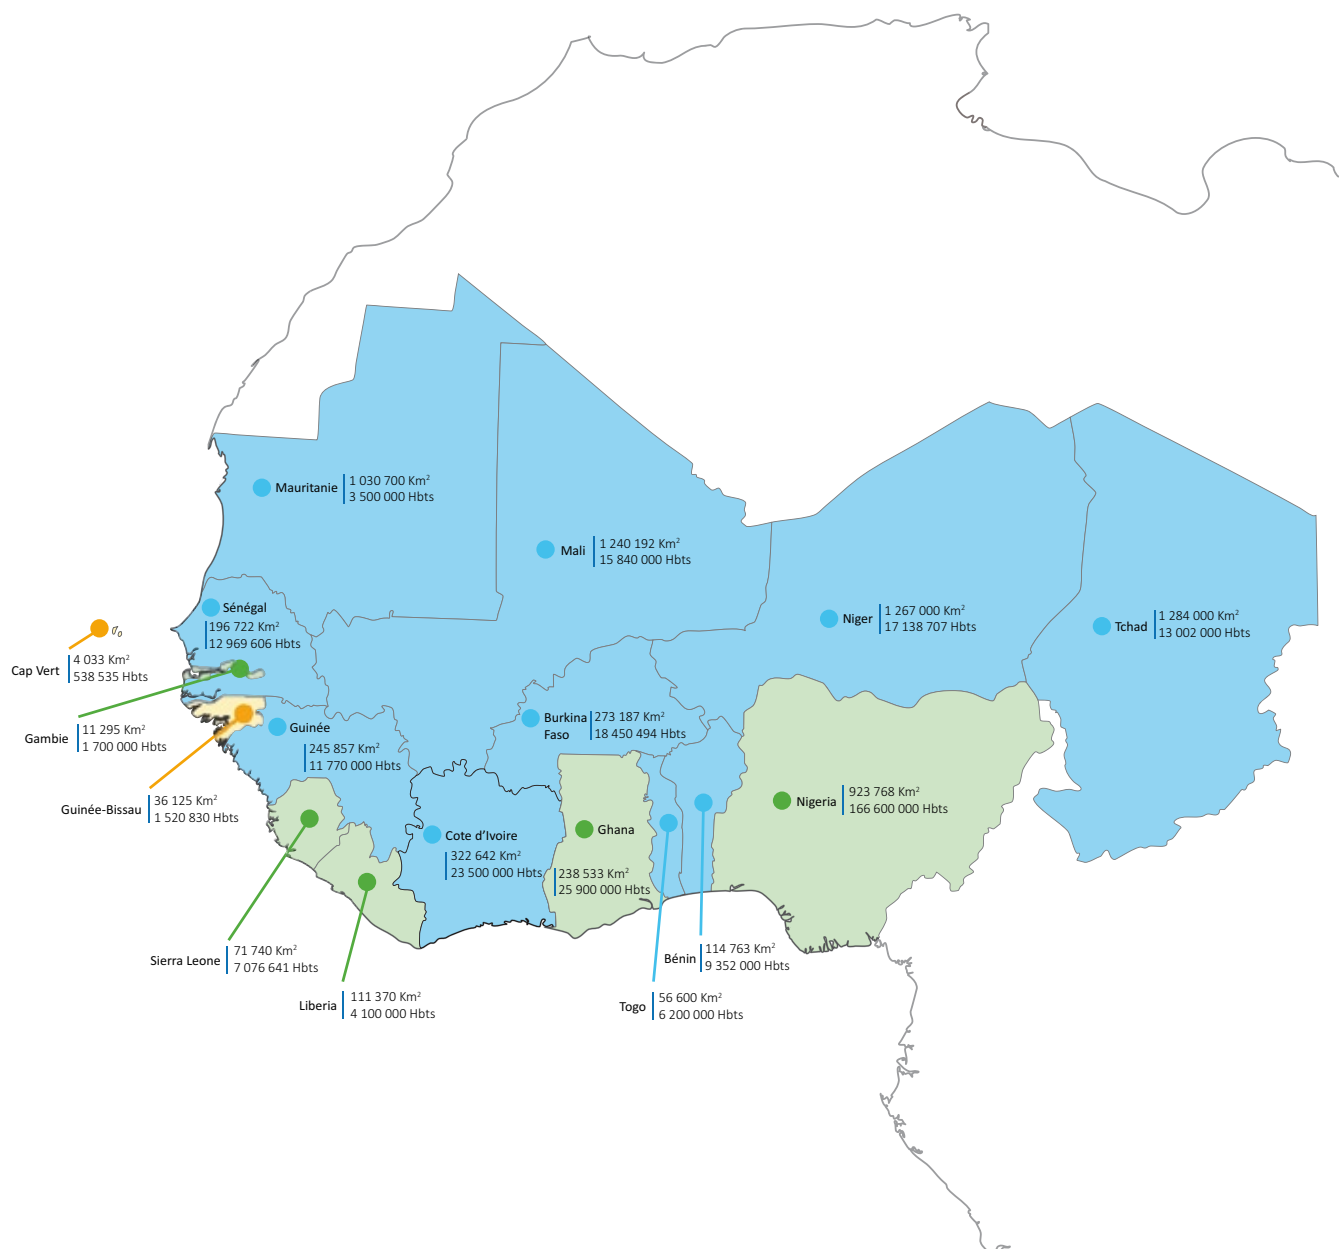 Mauritanie
1 030 700 Km²
3 500 000 Hbts
Mali
1 240 192 Km²
15 840 000 Hbts
Niger
1 267 000 Km²
17 138 707 Hbts
Tchad
1 284 000 Km²
13 002 000 Hbts
Sénégal
196 722 Km²
12 969 606 Hbts
Cap Vert
4 033 Km²
538 535 Hbts
Gambie
11 295 Km²
1 700 000 Hbts
Guinée
245 857 Km²
11 770 000 Hbts
Burkina
Faso
273 187 Km²
18 450 494 Hbts
Guinée-Bissau
36 125 Km²
1 520 830 Hbts
Nigeria
923 768 Km²
166 600 000 Hbts
Cote d’Ivoire
322 642 Km²
23 500 000 Hbts
Ghana
238 533 Km²
25 900 000 Hbts
Sierra Leone
71 740 Km²
7 076 641 Hbts
Bénin
114 763 Km²
9 352 000 Hbts
Liberia
111 370 Km²
4 100 000 Hbts
Togo
56 600 Km²
6 200 000 Hbts